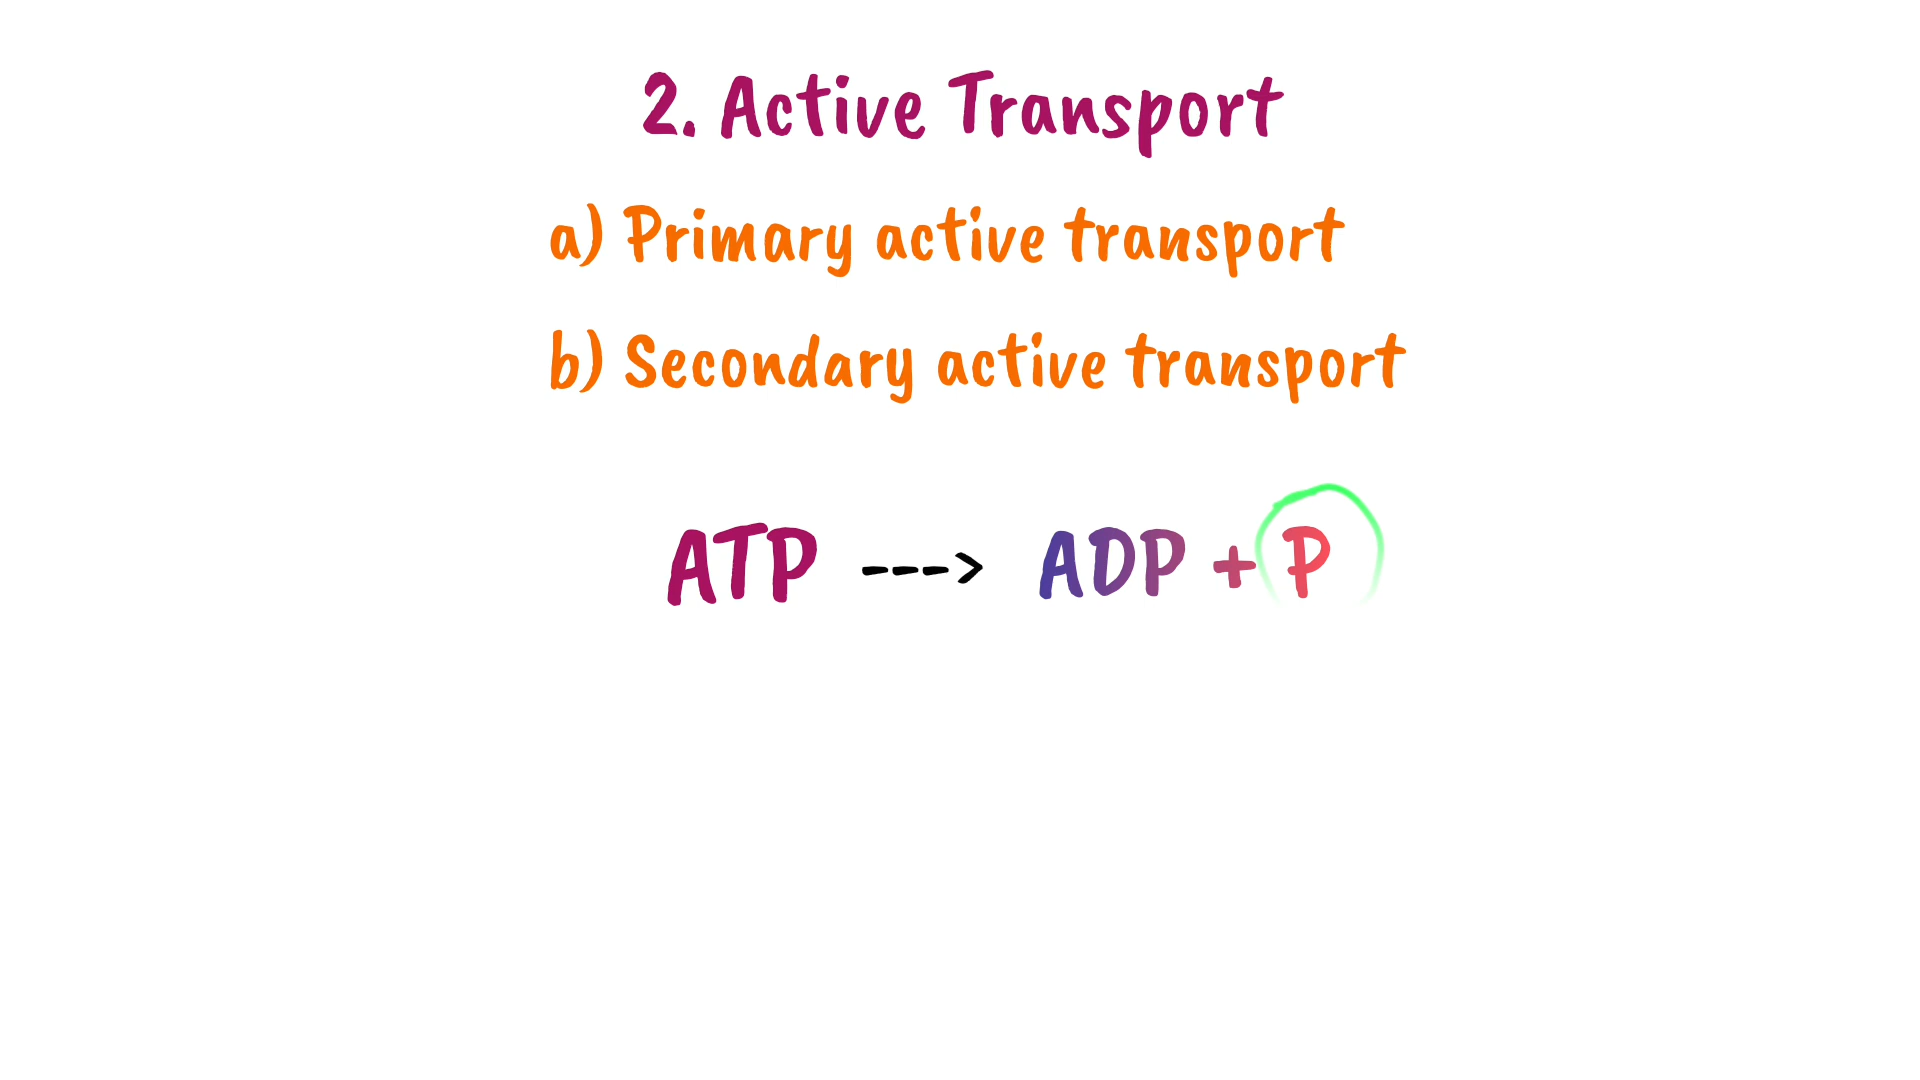 2. Active Transport
a) Primary active transport
b) Secondary active transport
ATP ---> ADP + P